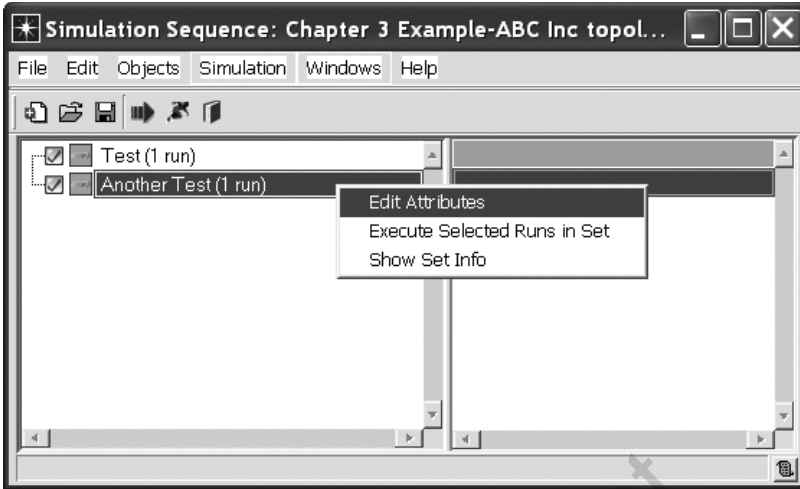 Simulation Sequence: Chapter 3 Example-ABC Inc topol...
File Edit Objects Simulation Windows Help
Test (1 run)
Another Test (1 run)
Edit Attributes
Execute Selected Runs in Set
Show Set Info